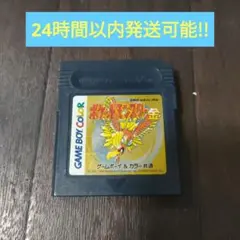 24時間以内発送可能!!
GAME BOY COLOR
ポケットモンスター
ゲームボーイ&カラー共通